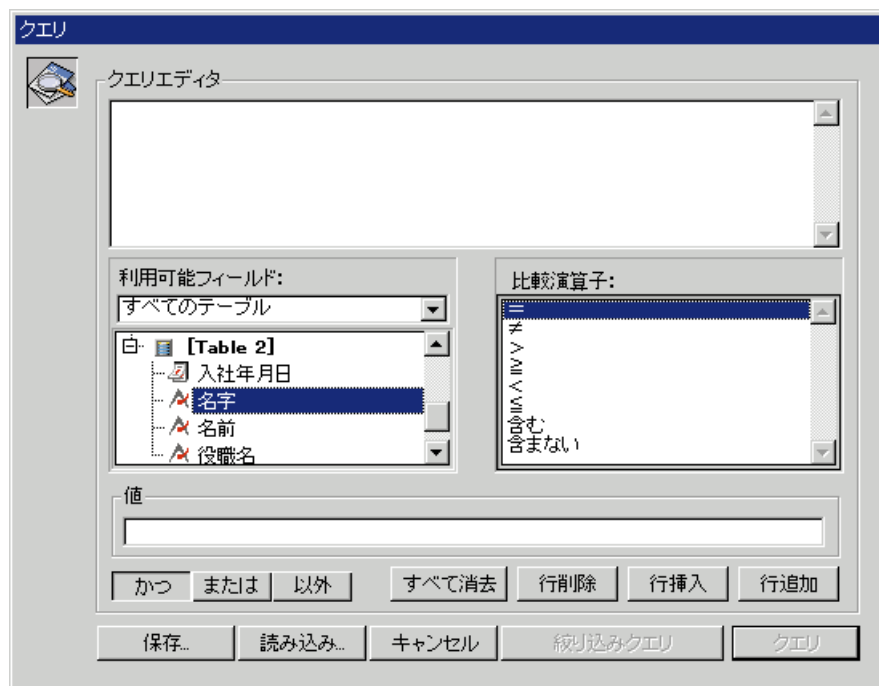 クエリ
クエリエディタ
利用可能フィールド:
すべてのテーブル
[Table 2]
入社年月日
名字
名前
役職名
比較演算子:
＝
≠
＞
≧
＜
≦
含む
含まない
値
かつ または 以外 すべて消去 行削除 行挿入 行追加
保存... 読み込み... キャンセル 絞り込みクエリ クエリ